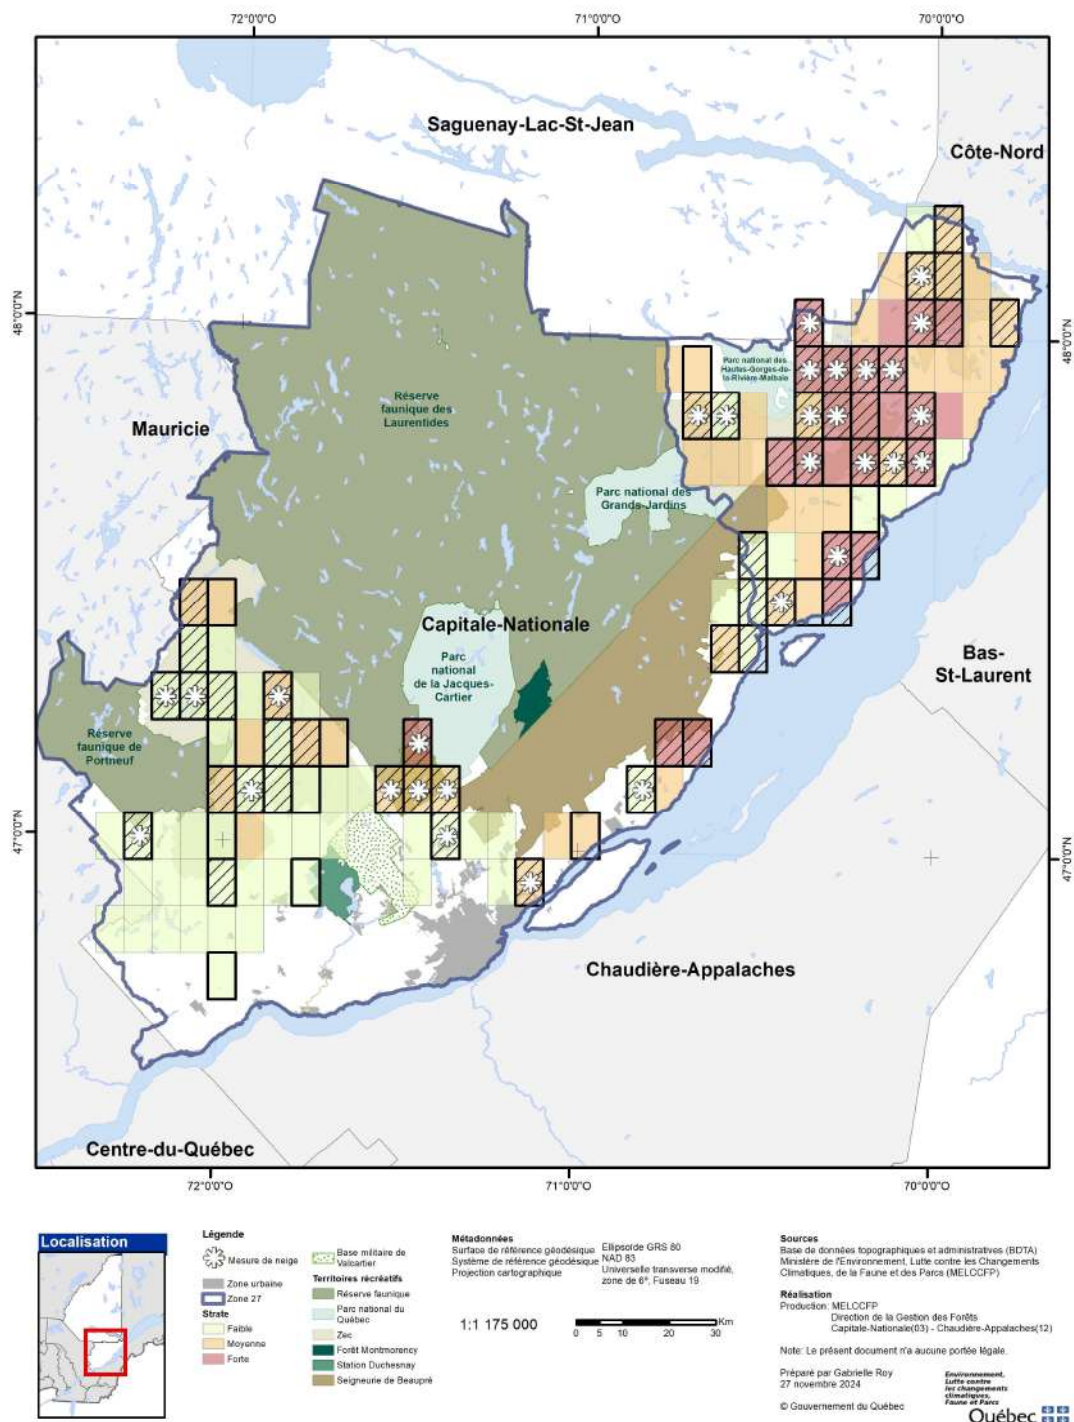 72°0'0"O 71°0'0"O 70°0'0"O
Saguenay-Lac-St-Jean
Côte-Nord
48°0'0"N
48°0'0"N
Parc national des
Hautes-Gorges-de-
la-Rivière-Malbaie
Réserve
faunique des
Laurentides
Mauricie
Parc national des
Grands-Jardins
Capitale-Nationale
Parc
national
de la Jacques-
Cartier
Bas-
St-Laurent
Réserve
faunique de
Portneuf
47°0'0"N
47°0'0"N
Chaudière-Appalaches
Centre-du-Québec
72°0'0"O 71°0'0"O 70°0'0"O
Localisation
Légende
Mesure de neige
Zone urbaine
Zone 27
Strate
Faible
Moyenne
Forte
Base militaire de
Valcartier
Territoires récréatifs
Réserve faunique
Parc national du
Québec
Zec
Forêt Montmorency
Station Duchesnay
Seigneurie de Beaupré
Métadonnées
Surface de référence géodésique Ellipsoïde GRS 80
Système de référence géodésique NAD 83
Projection cartographique Universelle transverse modifié,
zone de 6°, Fuseau 19
1:1 175 000
0 5 10 20 30 Km
Sources
Base de données topographiques et administratives (BDTA)
Ministère de l'Environnement, Lutte contre les Changements
Climatiques, de la Faune et des Parcs (MELCCFP)
Réalisation
Production: MELCCFP
Direction de la Gestion des Forêts
Capitale-Nationale(03) - Chaudière-Appalaches(12)
Note: Le présent document n'a aucune portée légale.
Préparé par Gabrielle Roy
27 novembre 2024
© Gouvernement du Québec
Environnement,
Lutte contre
les changements
climatiques,
Faune et Parcs
Québec